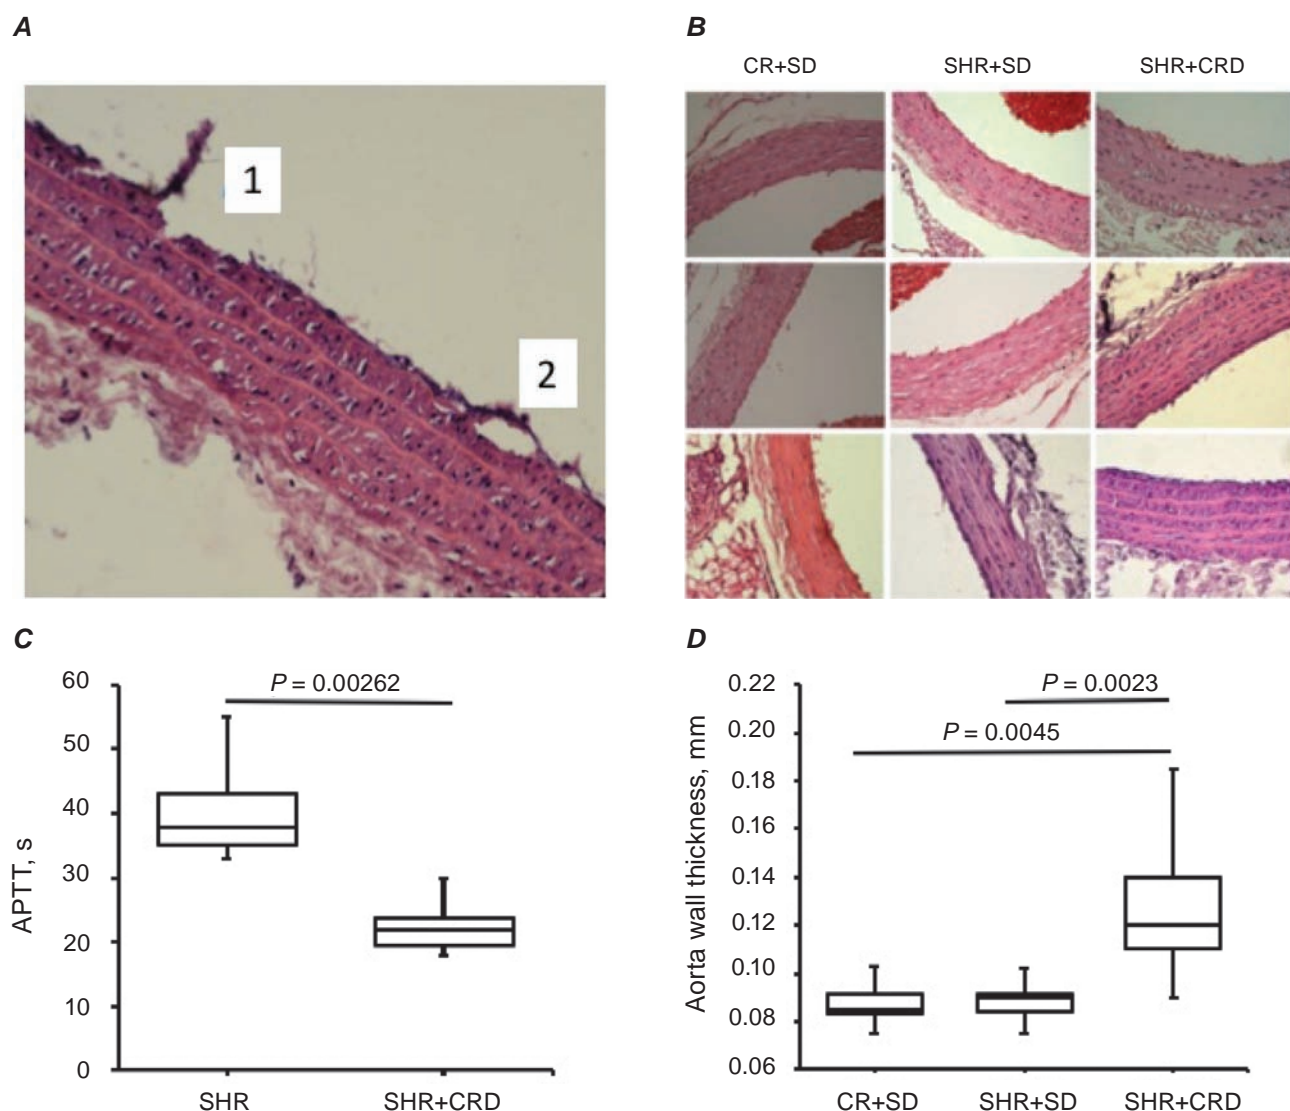 A
1
2
B
CR+SD SHR+SD SHR+CRD
C
P = 0.00262
APTT, s
60
50
40
30
20
10
0
SHR SHR+CRD
D
P = 0.0023
P = 0.0045
Aorta wall thickness, mm
0.22
0.20
0.18
0.16
0.14
0.12
0.10
0.08
0.06
CR+SD SHR+SD SHR+CRD